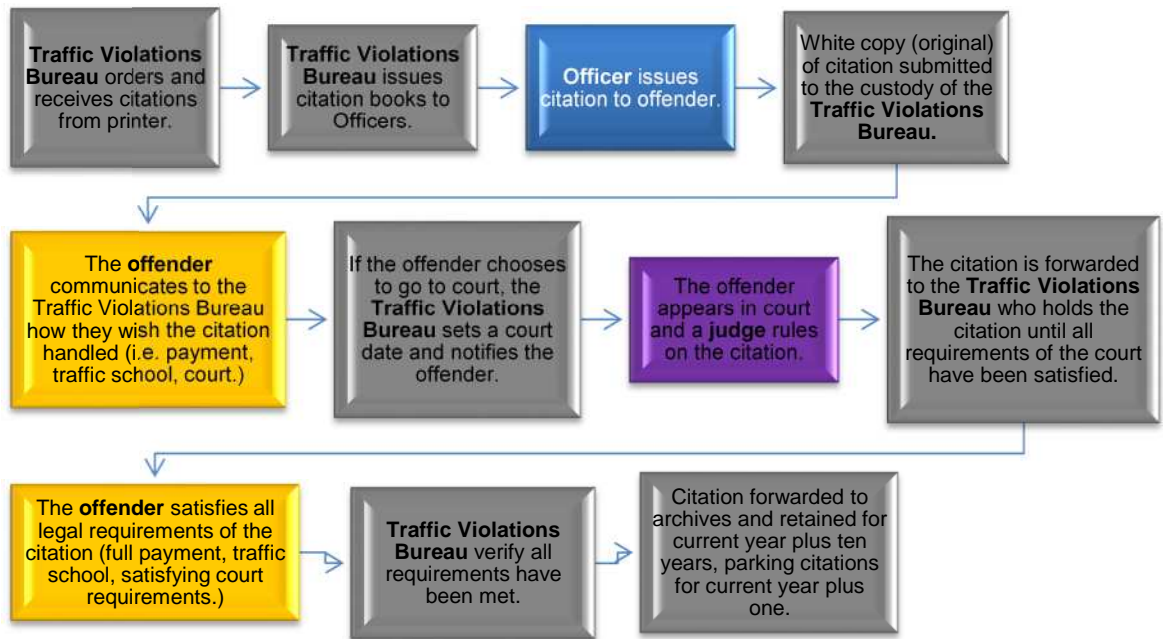 Traffic Violations
Bureau orders and
receives citations
from printer.
Traffic Violations
Bureau issues
citation books to
Officers.
Officer issues
citation to offender.
White copy (original)
of citation submitted
to the custody of the
Traffic Violations
Bureau.
The offender
communicates to the
Traffic Violations Bureau
how they wish the citation
handled (i.e. payment,
traffic school, court.)
If the offender chooses
to go to court, the
Traffic Violations
Bureau sets a court
date and notifies the
offender.
The offender
appears in court
and a judge rules
on the citation.
The citation is forwarded
to the Traffic Violations
Bureau who holds the
citation until all
requirements of the court
have been satisfied.
The offender satisfies all
legal requirements of the
citation (full payment, traffic
school, satisfying court
requirements.)
Traffic Violations
Bureau verify all
requirements have
been met.
Citation forwarded to
archives and retained for
current year plus ten
years, parking citations
for current year plus
one.